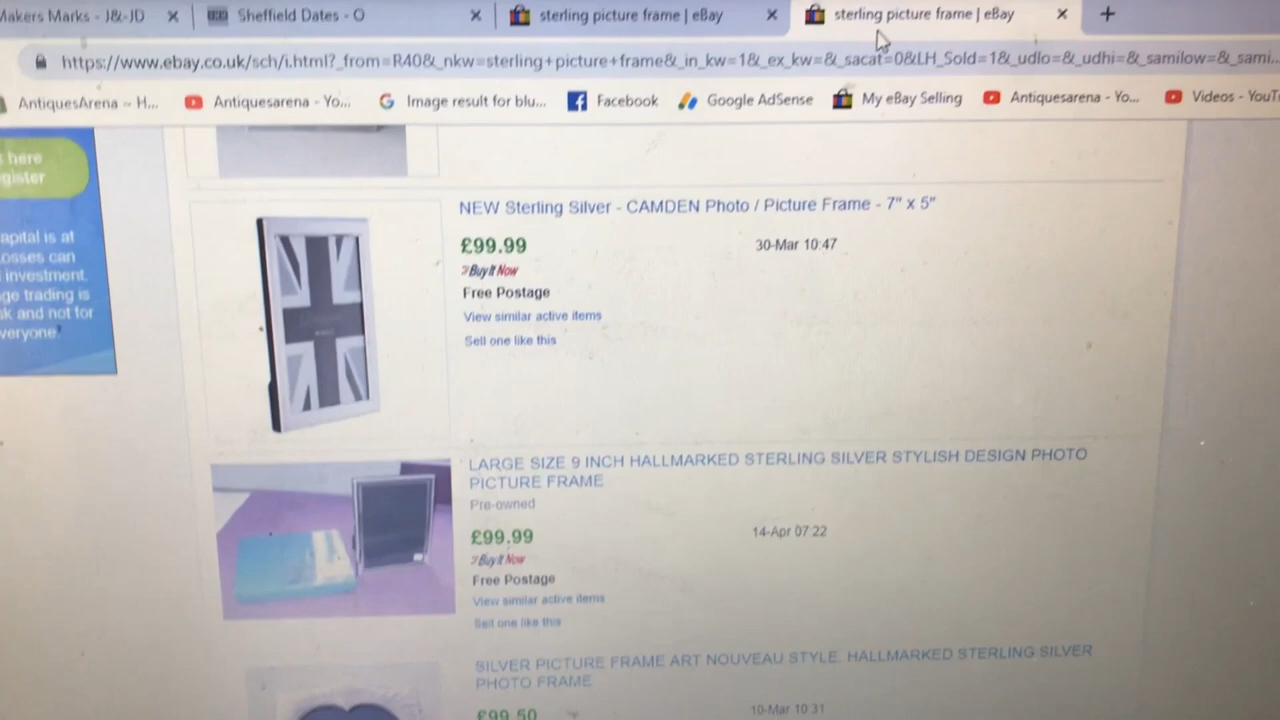 Makers Marks - J&-JD
Sheffield Dates - O
sterling picture frame | eBay
sterling picture frame | eBay
https://www.ebay.co.uk/sch/i.html?_from=R40&_nkw=sterling+picture+frame&_in_kw=1&_ex_kw=&_sacat=0&LH_Sold=1&_udlo=&_udhi=&_samilow=&_sami...
AntiquesArena ~ H...
Antiquesarena - Yo...
Image result for blu...
Facebook
Google AdSense
My eBay Selling
Antiquesarena - Yo...
Videos - YouT
here
gister
apital is at
osses can
investment.
ge trading is
k and not for
veryone
NEW Sterling Silver - CAMDEN Photo / Picture Frame - 7" x 5"
£99.99
30-Mar 10:47
Buy It Now
Free Postage
View similar active items
Sell one like this
LARGE SIZE 9 INCH HALLMARKED STERLING SILVER STYLISH DESIGN PHOTO
PICTURE FRAME
Pre-owned
£99.99
14-Apr 07:22
Buy It Now
Free Postage
View similar active items
Sell one like this
SILVER PICTURE FRAME ART NOUVEAU STYLE. HALLMARKED STERLING SILVER
PHOTO FRAME
£99.50
10-Mar 10:31